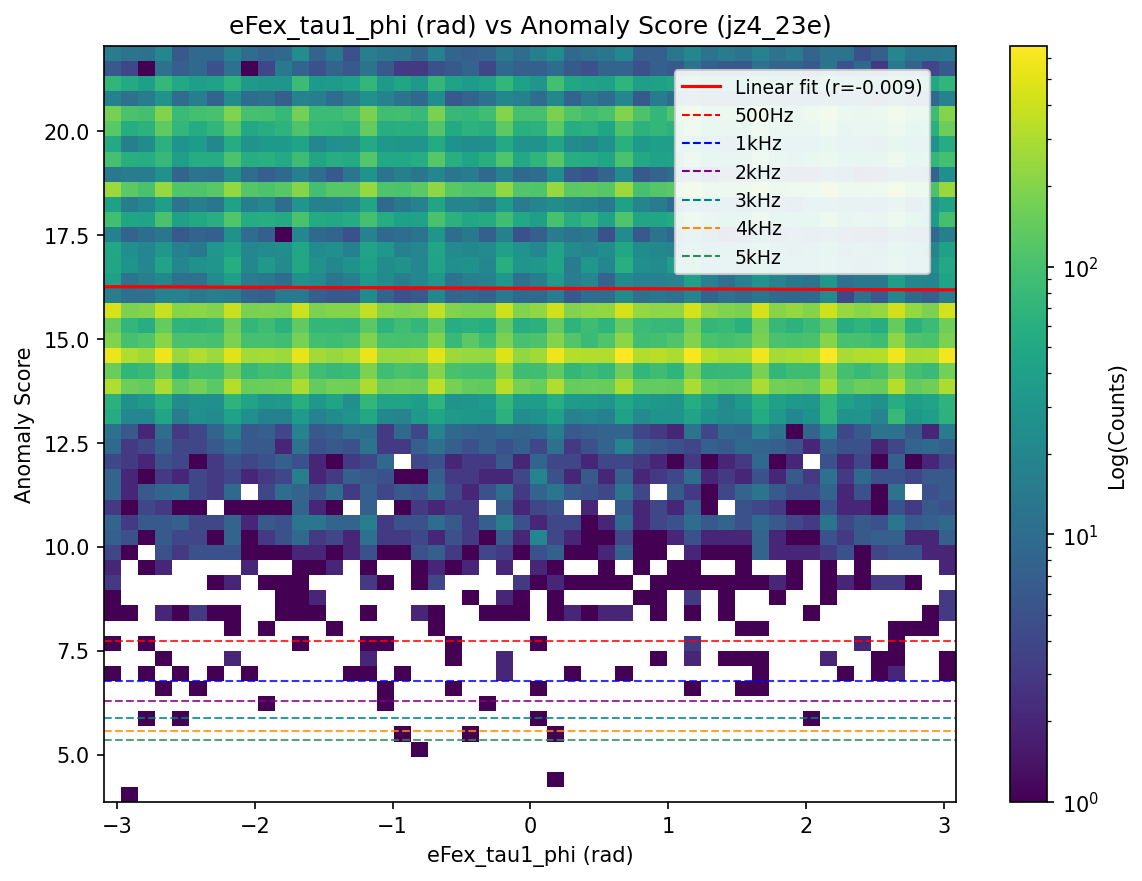 eFex_tau1_phi (rad) vs Anomaly Score (jz4_23e)
Linear fit (r=-0.009)
500Hz
1kHz
2kHz
3kHz
4kHz
5kHz
Anomaly Score
20.0
17.5
15.0
12.5
10.0
7.5
5.0
−3
−2
−1
0
1
2
3
eFex_tau1_phi (rad)
10²
10¹
10⁰
Log(Counts)